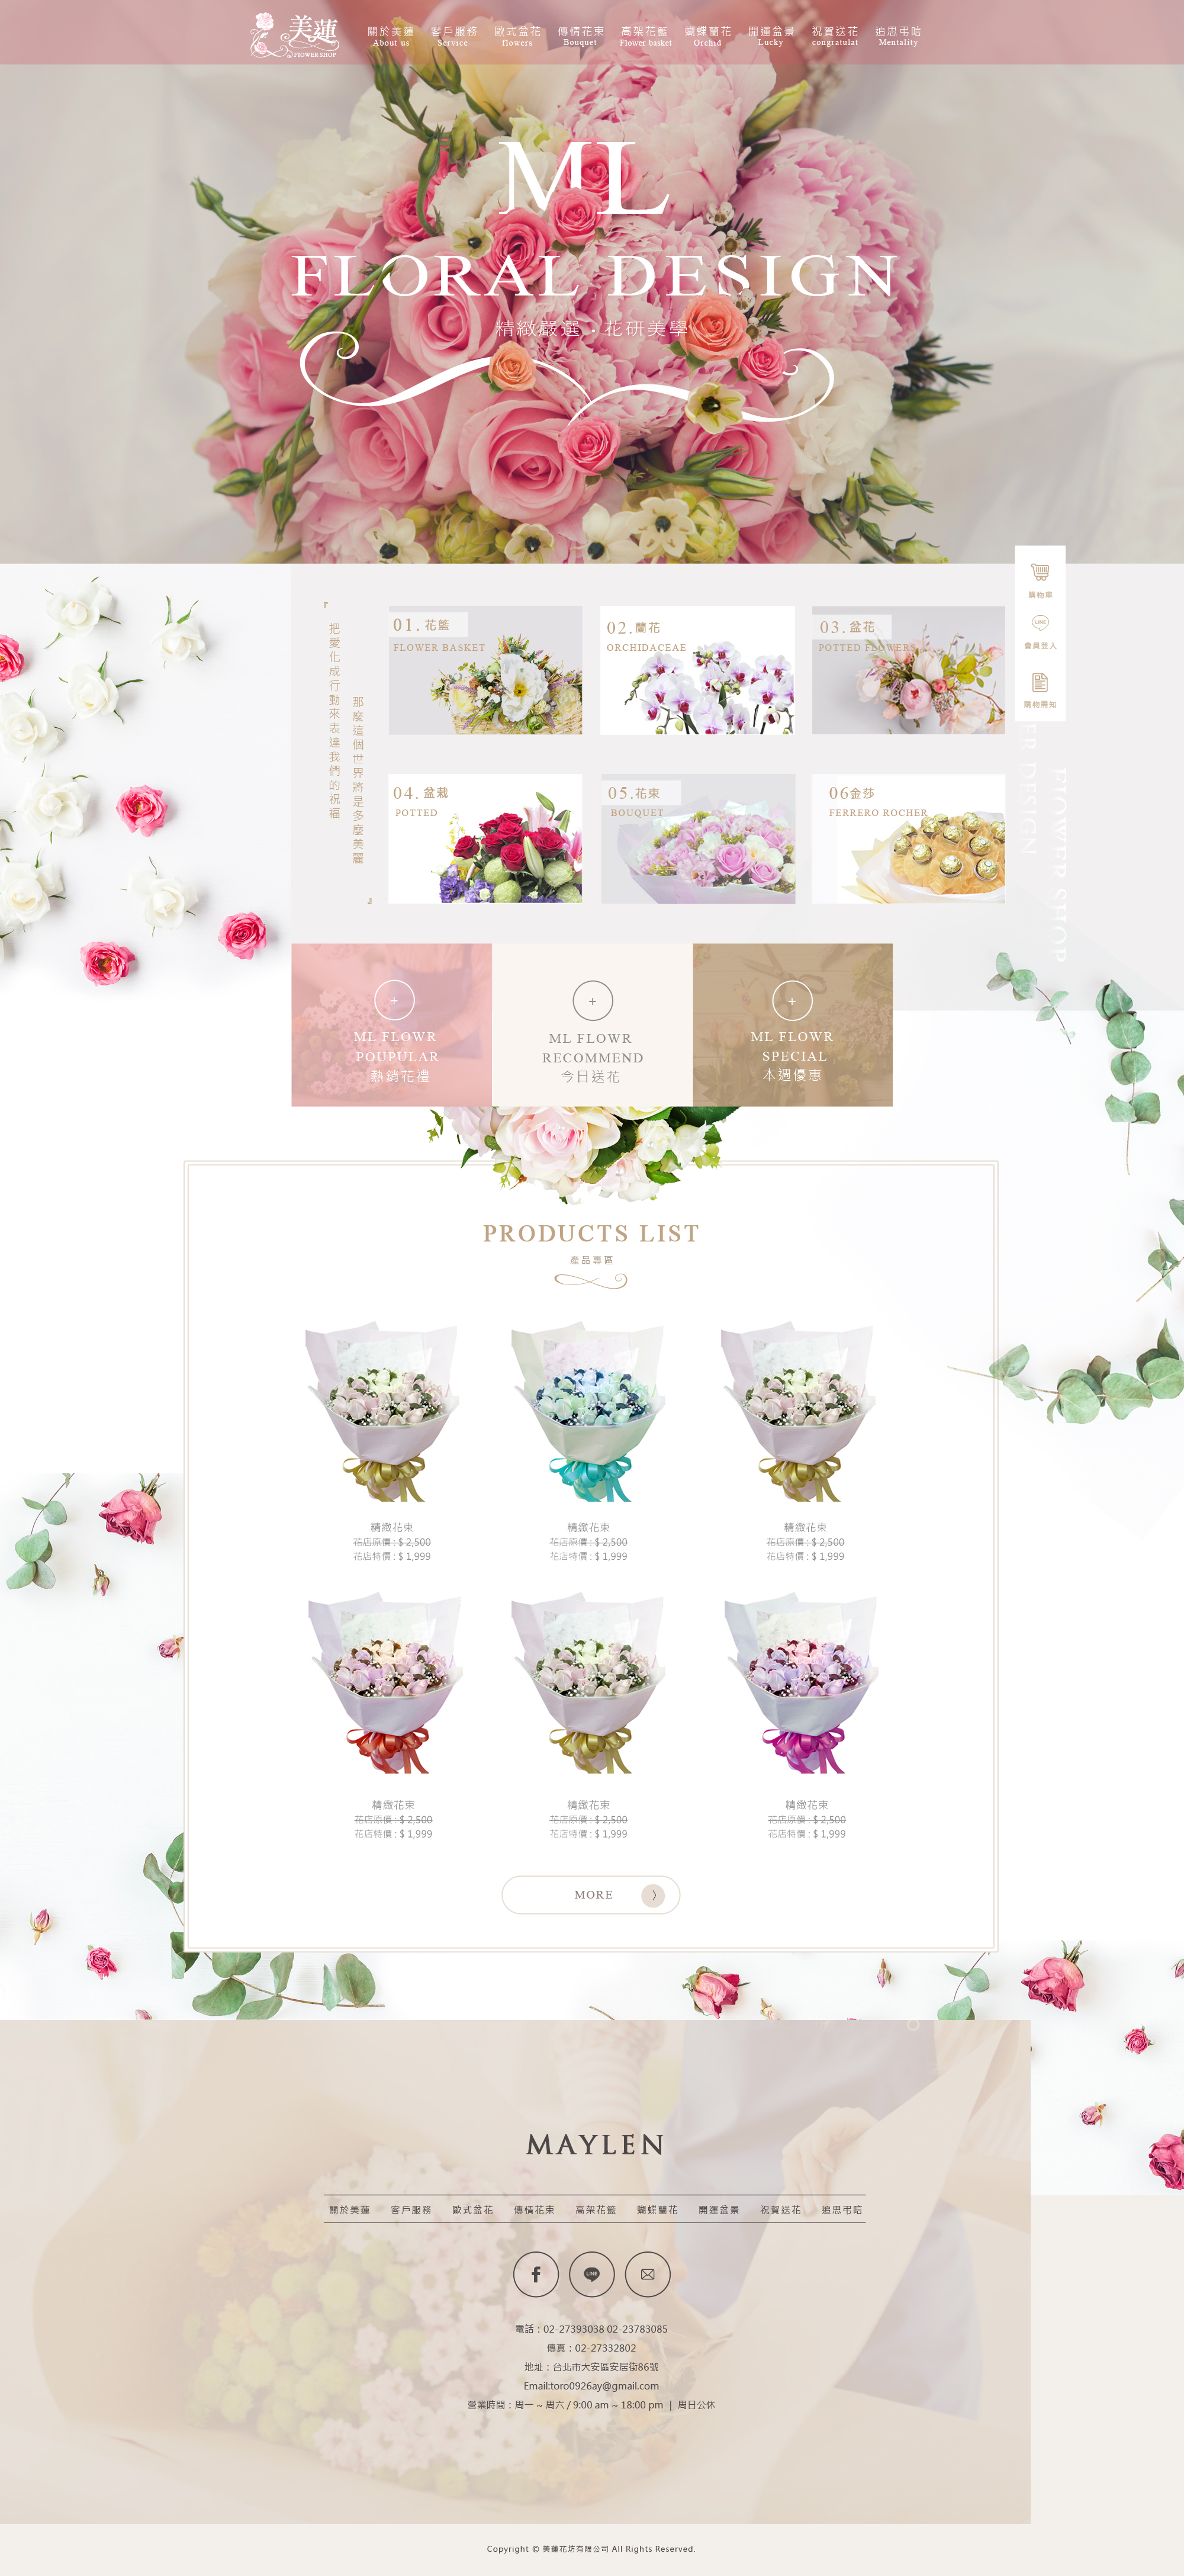 美蓮
FLOWER SHOP
關於美蓮 客戶服務 歐式盆花 傳情花束 高架花籃 蝴蝶蘭花 開運盆景 祝賀送花 追思弔唁
About us Service flowers Bouquet Flower basket Orchid Lucky congratulat Mentality
ML
FLORAL DESIGN
精緻嚴選 · 花研美學
購物車
LINE
會員登入
購物需知
『把愛化成行動來表達我們的祝福
那麼這個世界將是多麼美麗』
01. 花籃
FLOWER BASKET
02.蘭花
ORCHIDACEAE
03. 盆花
POTTED FLOWERS
04. 盆栽
POTTED
05.花束
BOUQUET
06金莎
FERRERO ROCHER
FLOWER SHOP
ER DESIGN
+
ML FLOWR
POUPULAR
熱銷花禮
+
ML FLOWR
RECOMMEND
今日送花
+
ML FLOWR
SPECIAL
本週優惠
PRODUCTS LIST
產品專區
精緻花束 精緻花束 精緻花束
花店原價 : $ 2,500 花店原價 : $ 2,500 花店原價 : $ 2,500
花店特價 : $ 1,999 花店特價 : $ 1,999 花店特價 : $ 1,999
精緻花束 精緻花束 精緻花束
花店原價 : $ 2,500 花店原價 : $ 2,500 花店原價 : $ 2,500
花店特價 : $ 1,999 花店特價 : $ 1,999 花店特價 : $ 1,999
MORE 〉
MAYLEN
關於美蓮 客戶服務 歐式盆花 傳情花束 高架花籃 蝴蝶蘭花 開運盆景 祝賀送花 追思弔唁
LINE
電話：02-27393038 02-23783085
傳真：02-27332802
地址：台北市大安區安居街86號
Email:toro0926ay@gmail.com
營業時間：周一 ~ 周六 / 9:00 am ~ 18:00 pm ｜ 周日公休
Copyright © 美蓮花坊有限公司 All Rights Reserved.